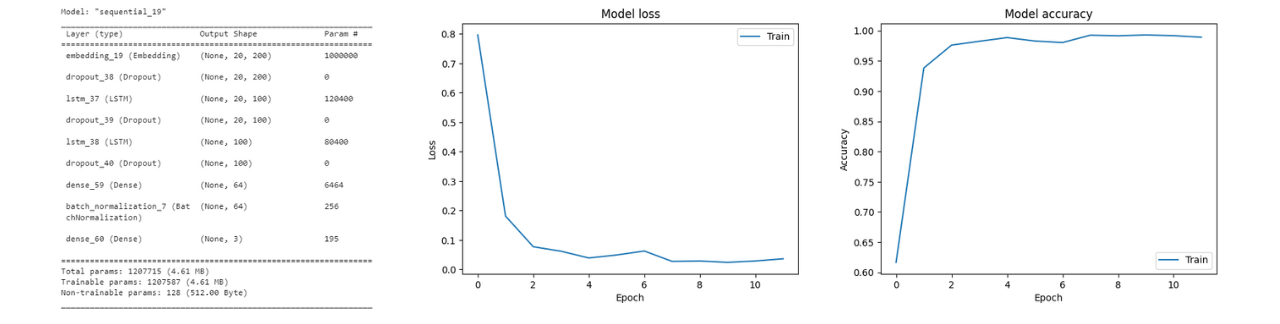 Model: "sequential_19"
Layer (type) Output Shape Param #
embedding_19 (Embedding) (None, 20, 200) 1000000
dropout_38 (Dropout) (None, 20, 200) 0
lstm_37 (LSTM) (None, 20, 100) 120400
dropout_39 (Dropout) (None, 20, 100) 0
lstm_38 (LSTM) (None, 100) 80400
dropout_40 (Dropout) (None, 100) 0
dense_59 (Dense) (None, 64) 6464
batch_normalization_7 (Bat (None, 64) 256
chNormalization)
dense_60 (Dense) (None, 3) 195
Total params: 1207715 (4.61 MB)
Trainable params: 1207587 (4.61 MB)
Non-trainable params: 128 (512.00 Byte)
Model loss
Train
0.8
0.7
0.6
0.5
0.4
0.3
0.2
0.1
0.0
Loss
0 2 4 6 8 10
Epoch
Model accuracy
1.00
0.95
0.90
0.85
0.80
0.75
0.70
0.65
0.60
Accuracy
Train
0 2 4 6 8 10
Epoch